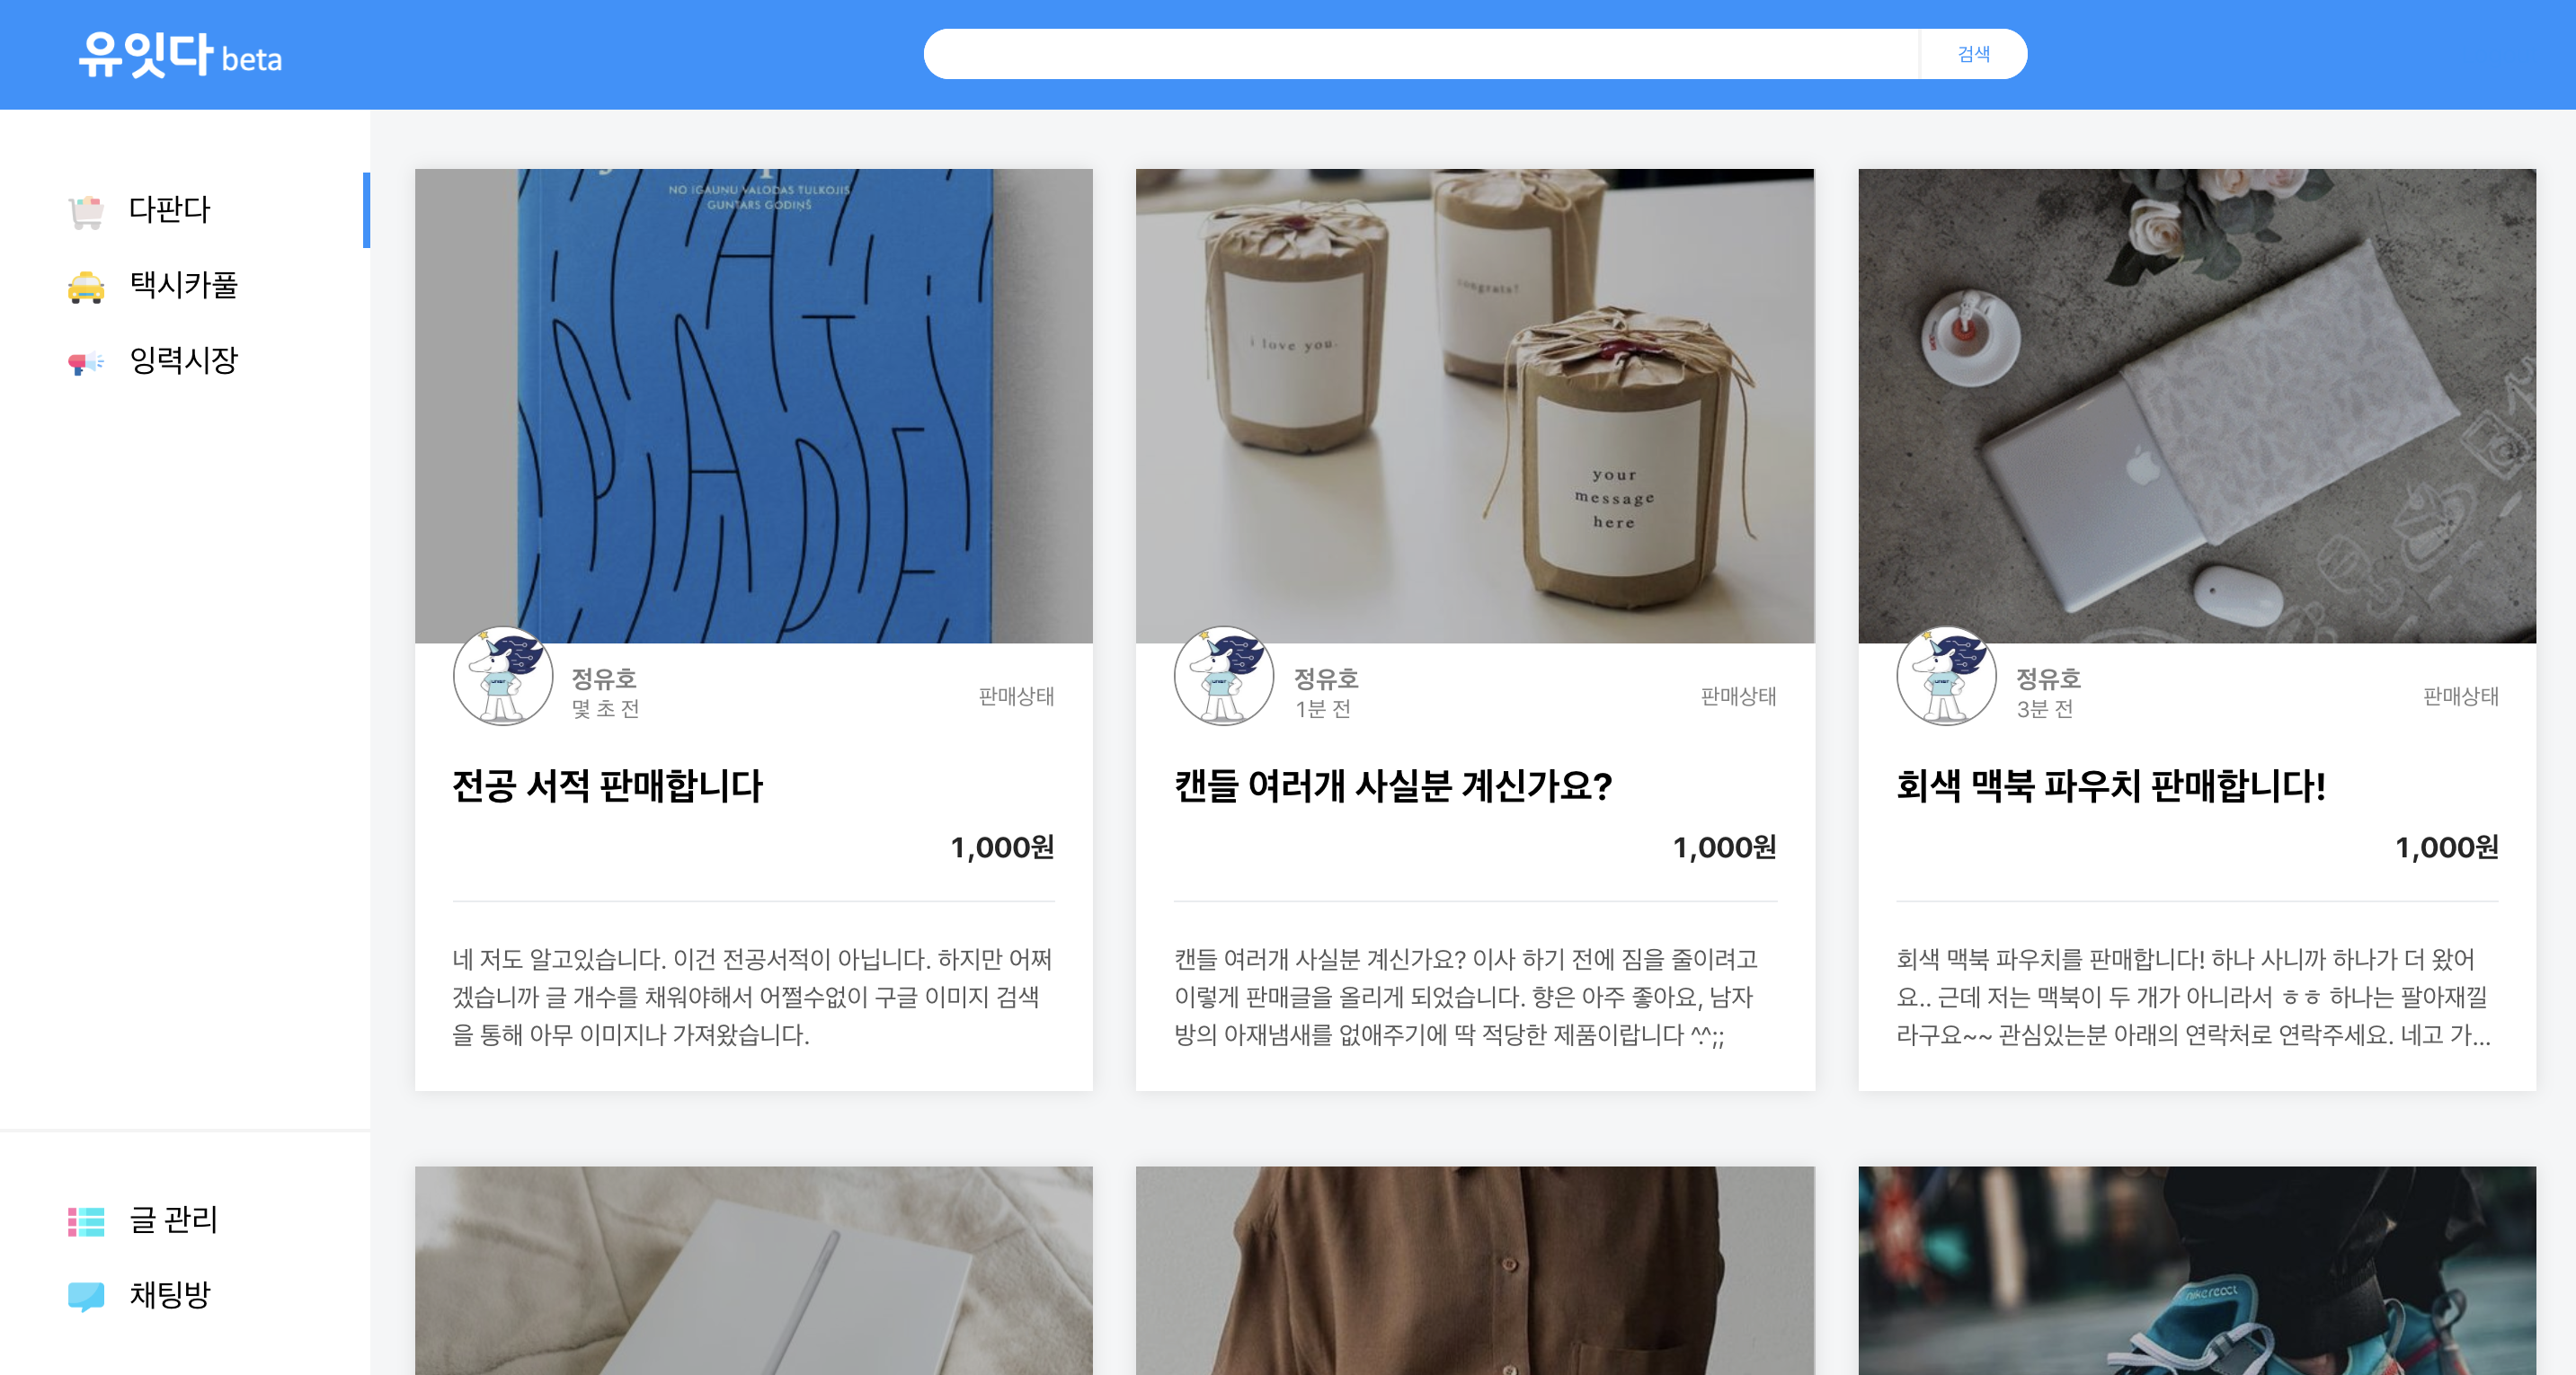 유잇다 beta
검색
다판다
택시카풀
잉력시장
글 관리
채팅방
NO IGAUŅU VALODAS TULKOJIS
GUNTARS GODIŅŠ
정유호
몇 초 전
판매상태
전공 서적 판매합니다
1,000원
네 저도 알고있습니다. 이건 전공서적이 아닙니다. 하지만 어쩌
겠습니까 글 개수를 채워야해서 어쩔수없이 구글 이미지 검색
을 통해 아무 이미지나 가져왔습니다.
i love you.
congrats!
your
message
here
정유호
1분 전
판매상태
캔들 여러개 사실분 계신가요?
1,000원
캔들 여러개 사실분 계신가요? 이사 하기 전에 짐을 줄이려고
이렇게 판매글을 올리게 되었습니다. 향은 아주 좋아요, 남자
방의 아재냄새를 없애주기에 딱 적당한 제품이랍니다 ^^;;
정유호
3분 전
판매상태
회색 맥북 파우치 판매합니다!
1,000원
회색 맥북 파우치를 판매합니다! 하나 사니까 하나가 더 왔어
요.. 근데 저는 맥북이 두 개가 아니라서 ㅎㅎ 하나는 팔아재낄
라구요~~ 관심있는분 아래의 연락처로 연락주세요. 네고 가...
nike react